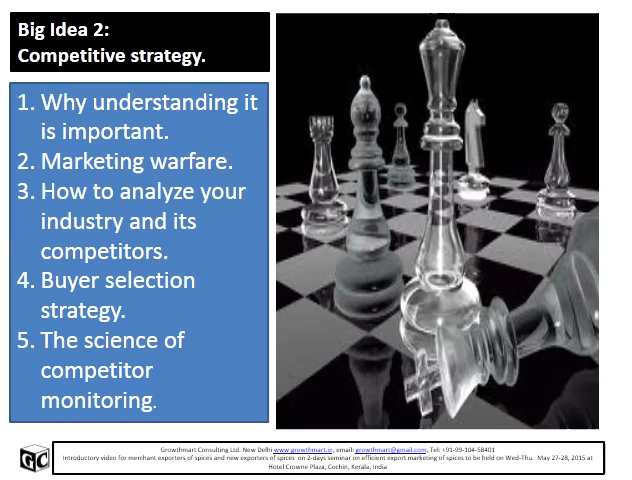 Big Idea 2:
Competitive strategy.
1. Why understanding it
is important.
2. Marketing warfare.
3. How to analyze your
industry and its
competitors.
4. Buyer selection
strategy.
5. The science of
competitor
monitoring.
GC
Growthmart Consulting Ltd. New Delhi www.growthmart.in, email: growthmart@gmail.com, Tel: +91-99-104-58401
Introductory video for merchant exporters of spices and new exporters of spices on 2-days seminar on efficient export marketing of spices to be held on Wed-Thu. May 27-28, 2015 at
Hotel Crowne Plaza, Cochin, Kerala, India